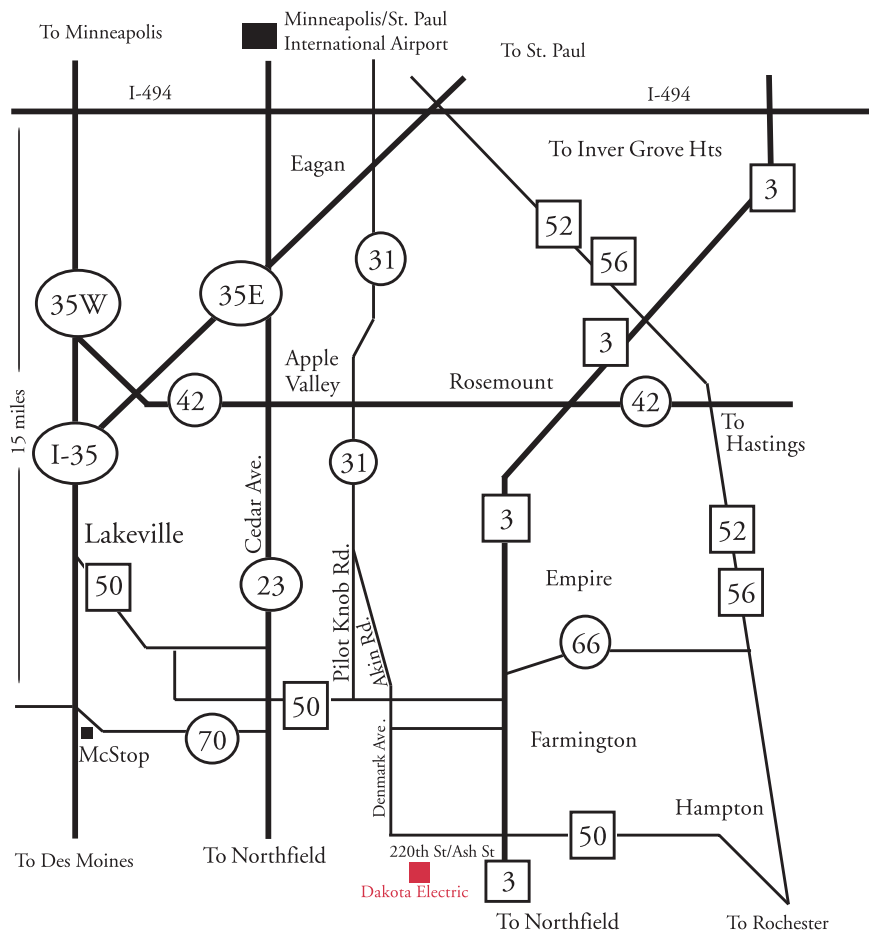 Minneapolis/St. Paul
International Airport
To Minneapolis
To St. Paul
I-494
I-494
To Inver Grove Hts
Eagan
3
52
56
31
35W
35E
3
Apple
Valley
Rosemount
42
42
To
Hastings
15 miles
I-35
31
Cedar Ave.
3
52
Lakeville
50
23
Empire
56
Pilot Knob Rd.
Akin Rd.
66
50
70
McStop
Denmark Ave.
Farmington
Hampton
50
To Des Moines
To Northfield
220th St/Ash St
3
Dakota Electric
To Northfield
To Rochester